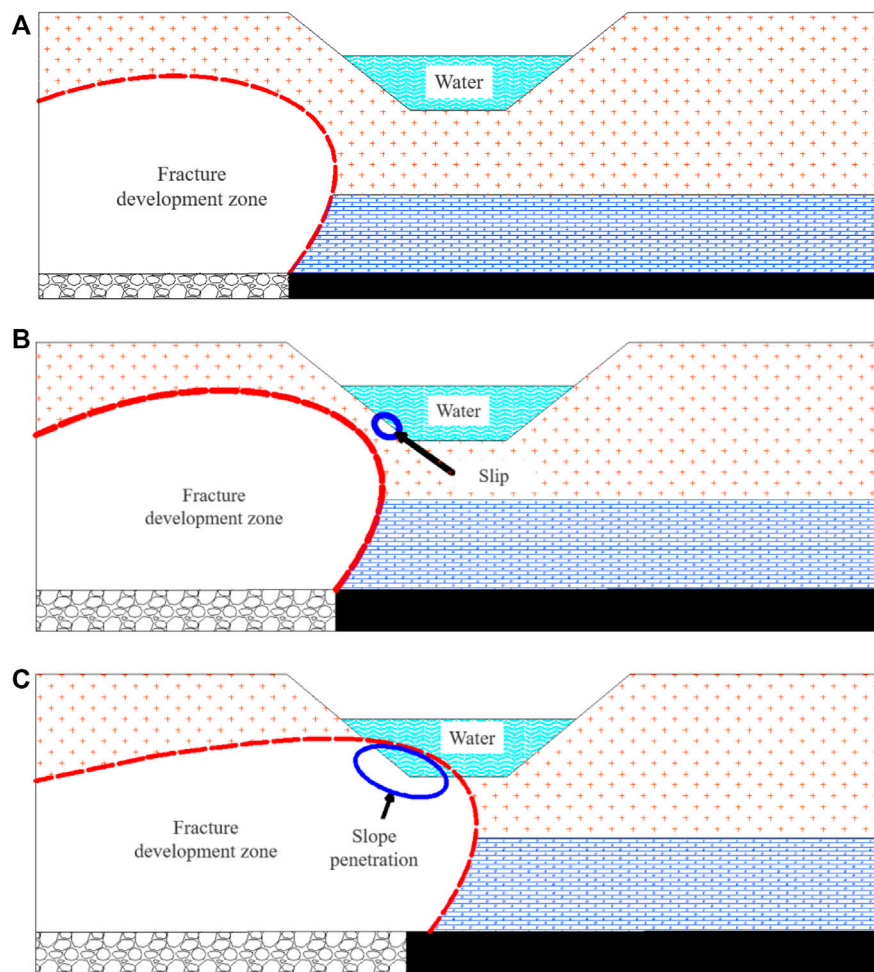 A
Water
Fracture
development zone
B
Water
Slip
Fracture
development zone
C
Water
Fracture
development zone
Slope
penetration